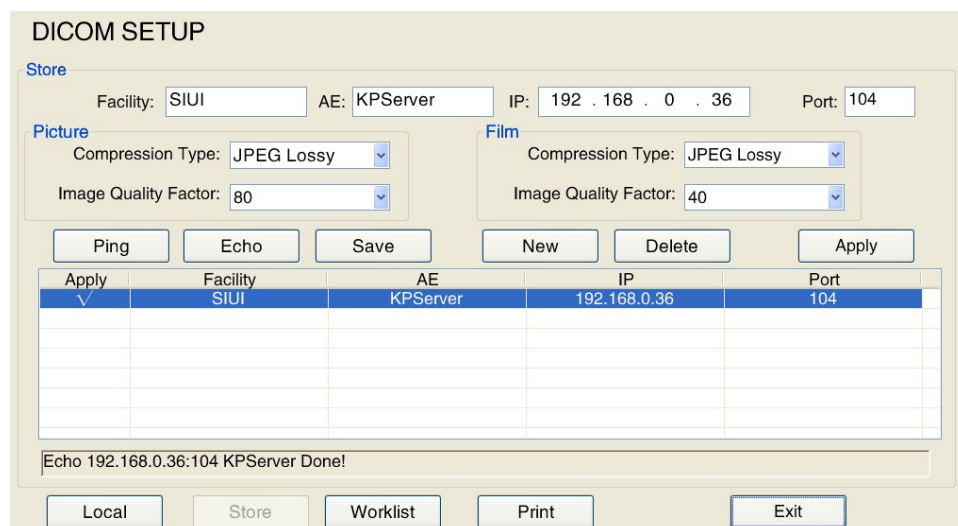 DICOM SETUP
Store
Facility: SIUI AE: KPServer IP: 192 . 168 . 0 . 36 Port: 104
Picture Film
Compression Type: JPEG Lossy Compression Type: JPEG Lossy
Image Quality Factor: 80 Image Quality Factor: 40
Ping Echo Save New Delete Apply
Apply Facility AE IP Port
√ SIUI KPServer 192.168.0.36 104
Echo 192.168.0.36:104 KPServer Done!
Local Store Worklist Print Exit